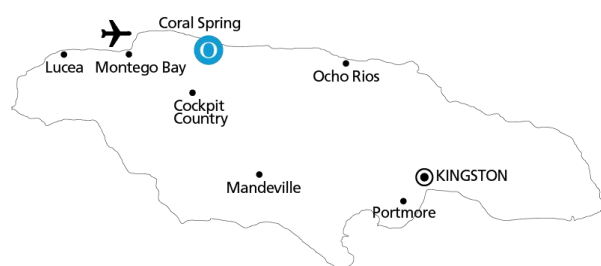 Coral Spring
O
Lucea
Montego Bay
Ocho Rios
Cockpit
Country
KINGSTON
Mandeville
Portmore